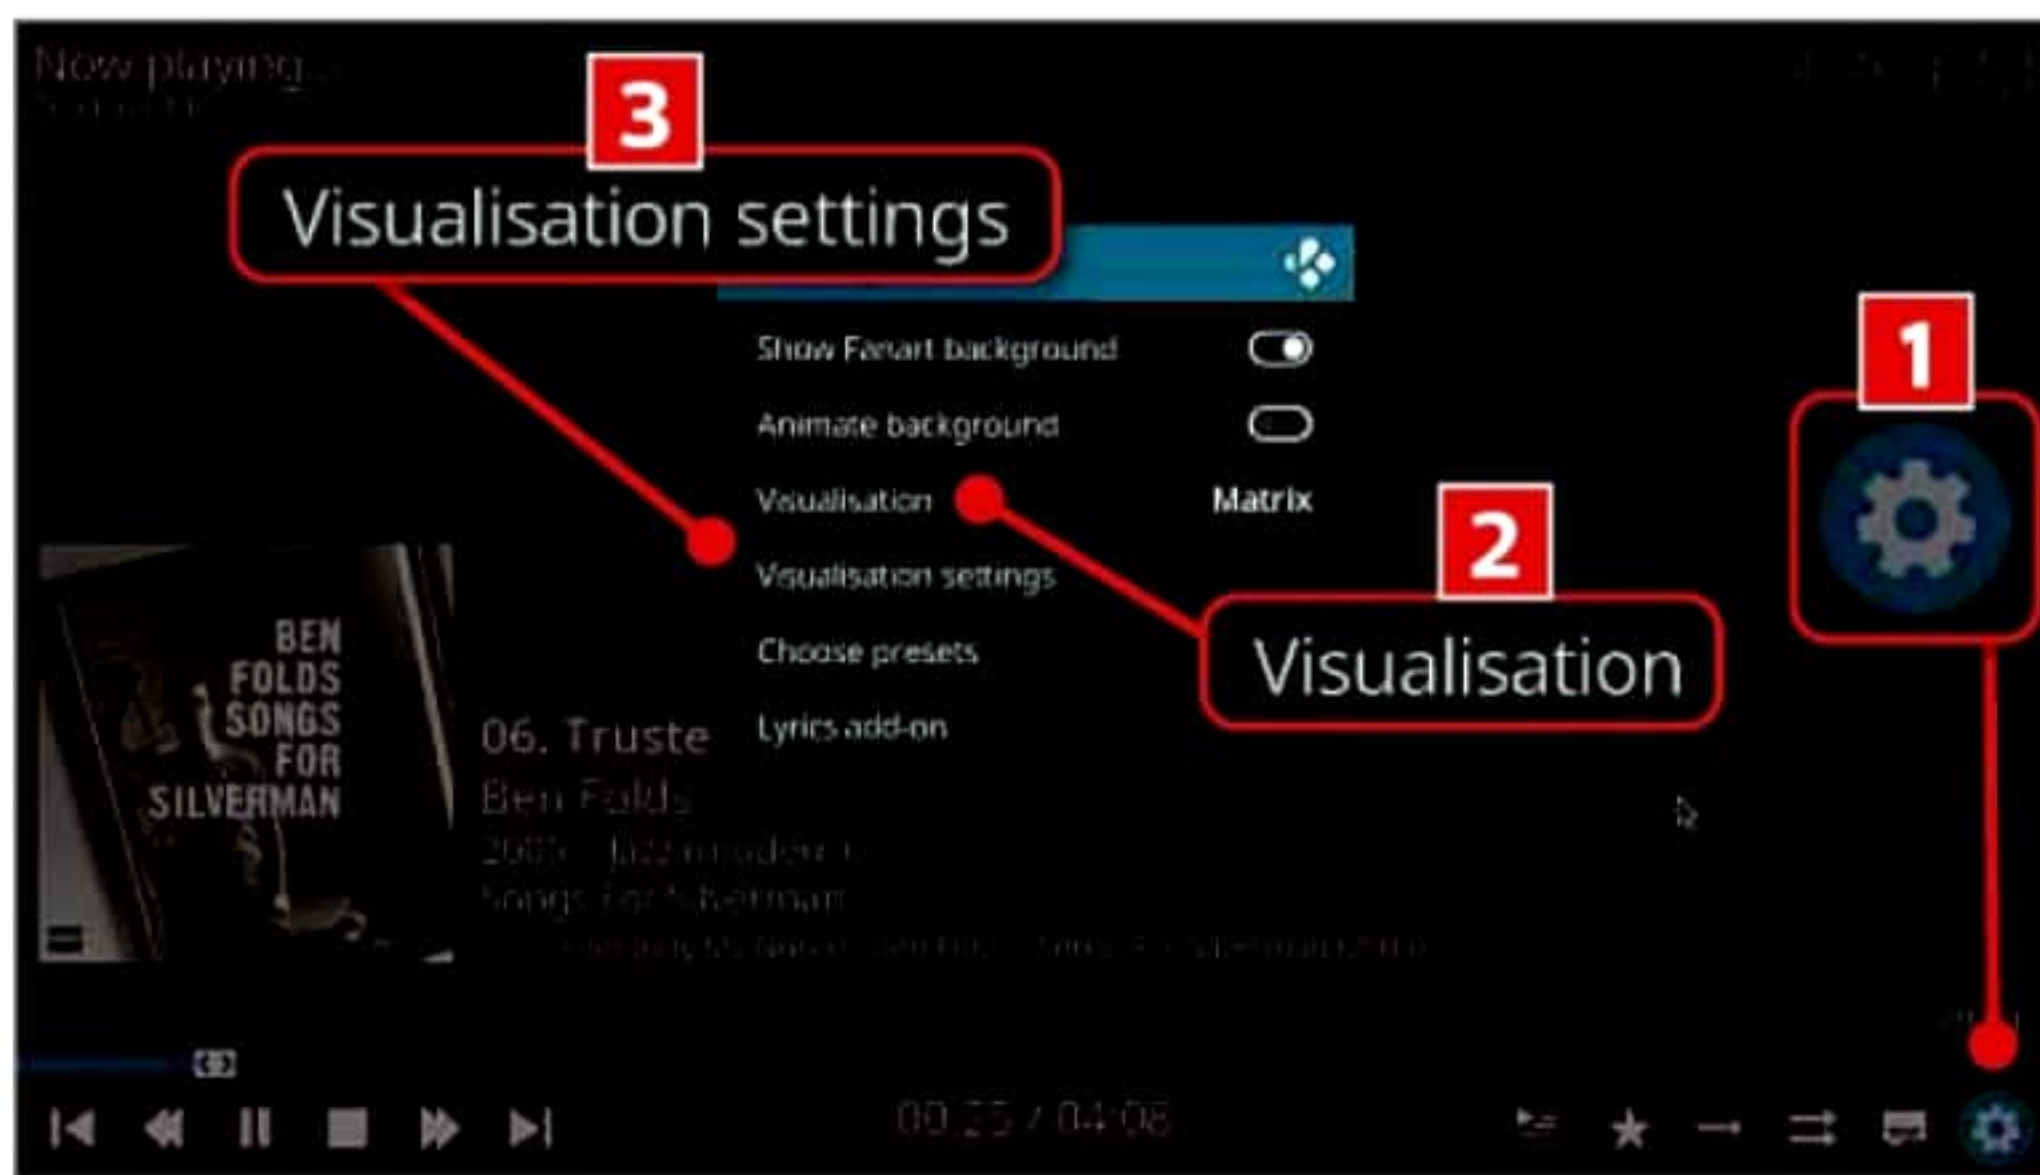 Now playing...
3
Visualisation settings
Show Fanart background
1
Animate background
Visualisation
Matrix
2
Visualisation settings
Choose presets
Visualisation
Lyrics add-on
BEN
FOLDS
SONGS
FOR
SILVERMAN
06. Truste
Ben Folds
2005
Songs For Silverman
00:25 / 04:08